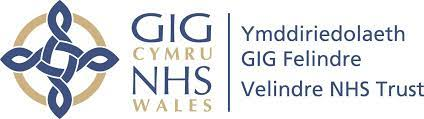 GIG
CYMRU
NHS
WALES
Ymddiriedolaeth
GIG Felindre
Velindre NHS Trust